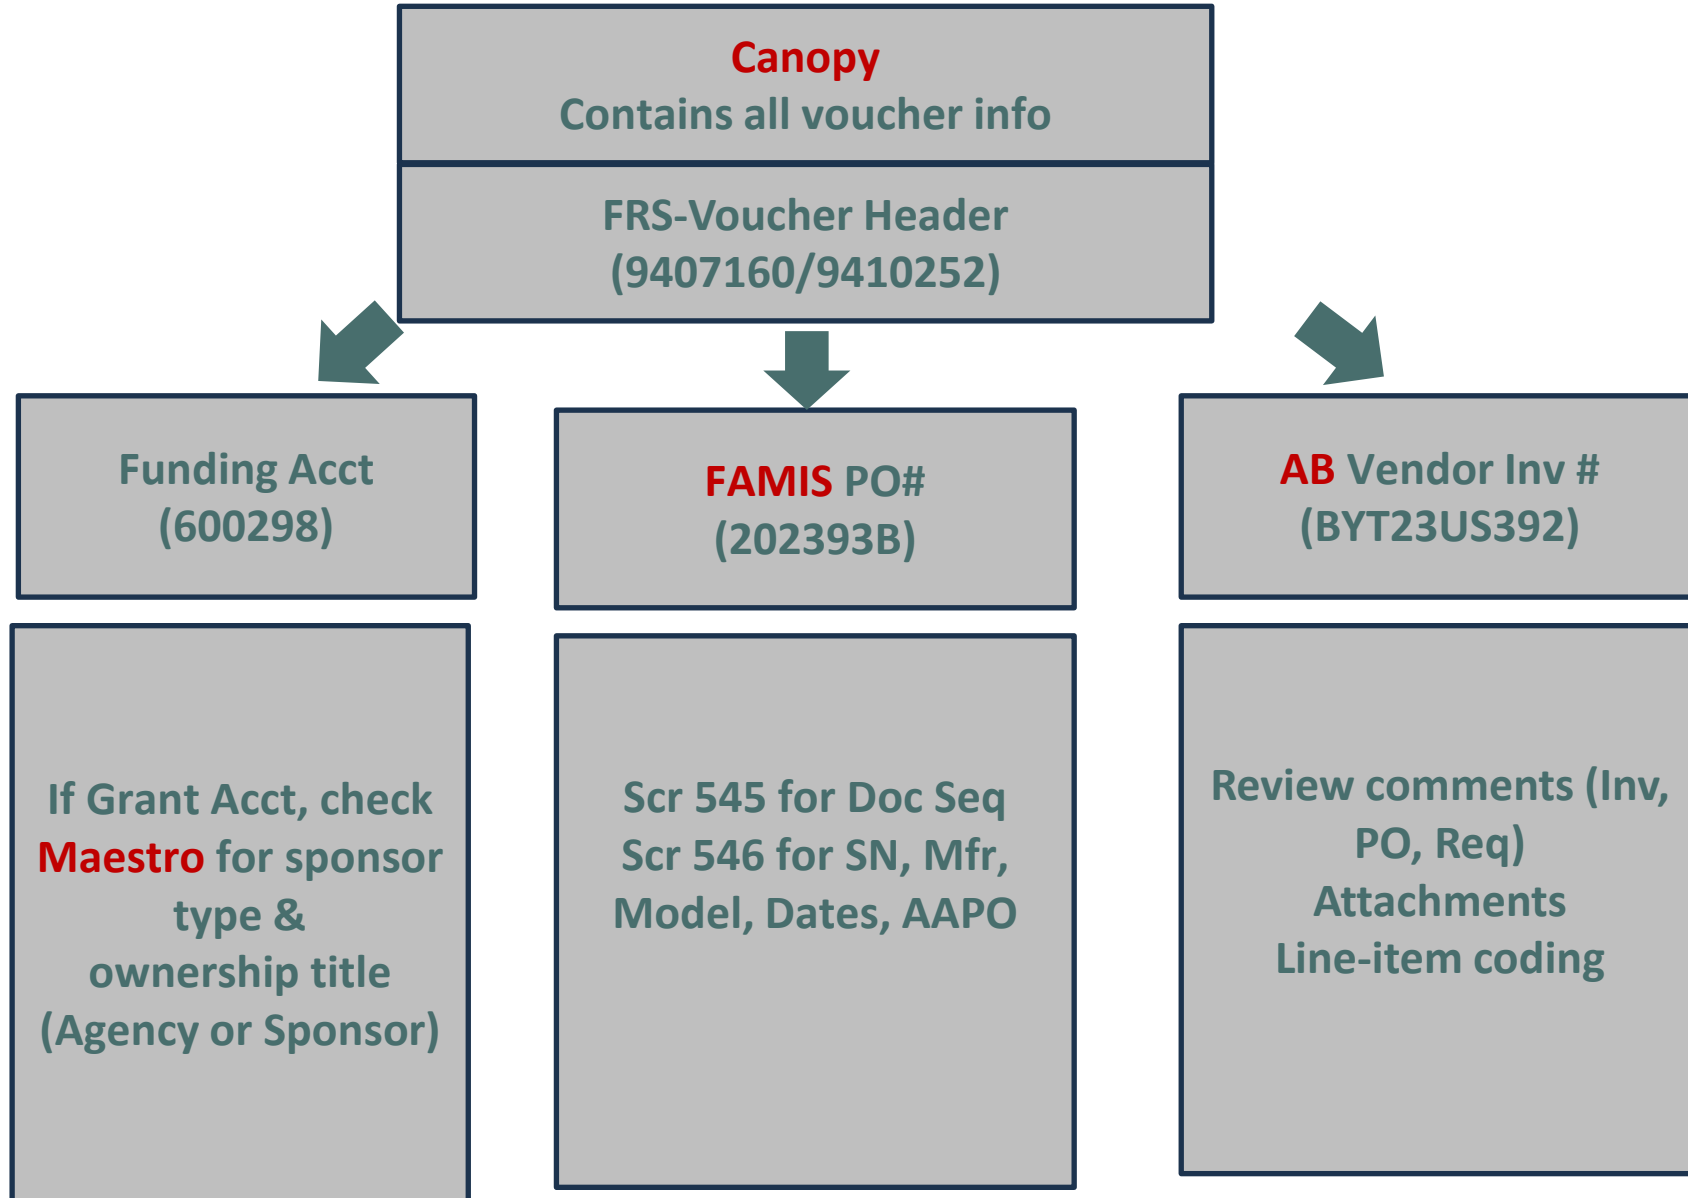 Canopy
Contains all voucher info
FRS-Voucher Header
(9407160/9410252)
Funding Acct
(600298)
FAMIS PO#
(202393B)
AB Vendor Inv #
(BYT23US392)
If Grant Acct, check
Maestro for sponsor
type &
ownership title
(Agency or Sponsor)
Scr 545 for Doc Seq
Scr 546 for SN, Mfr,
Model, Dates, AAPO
Review comments (Inv,
PO, Req)
Attachments
Line-item coding